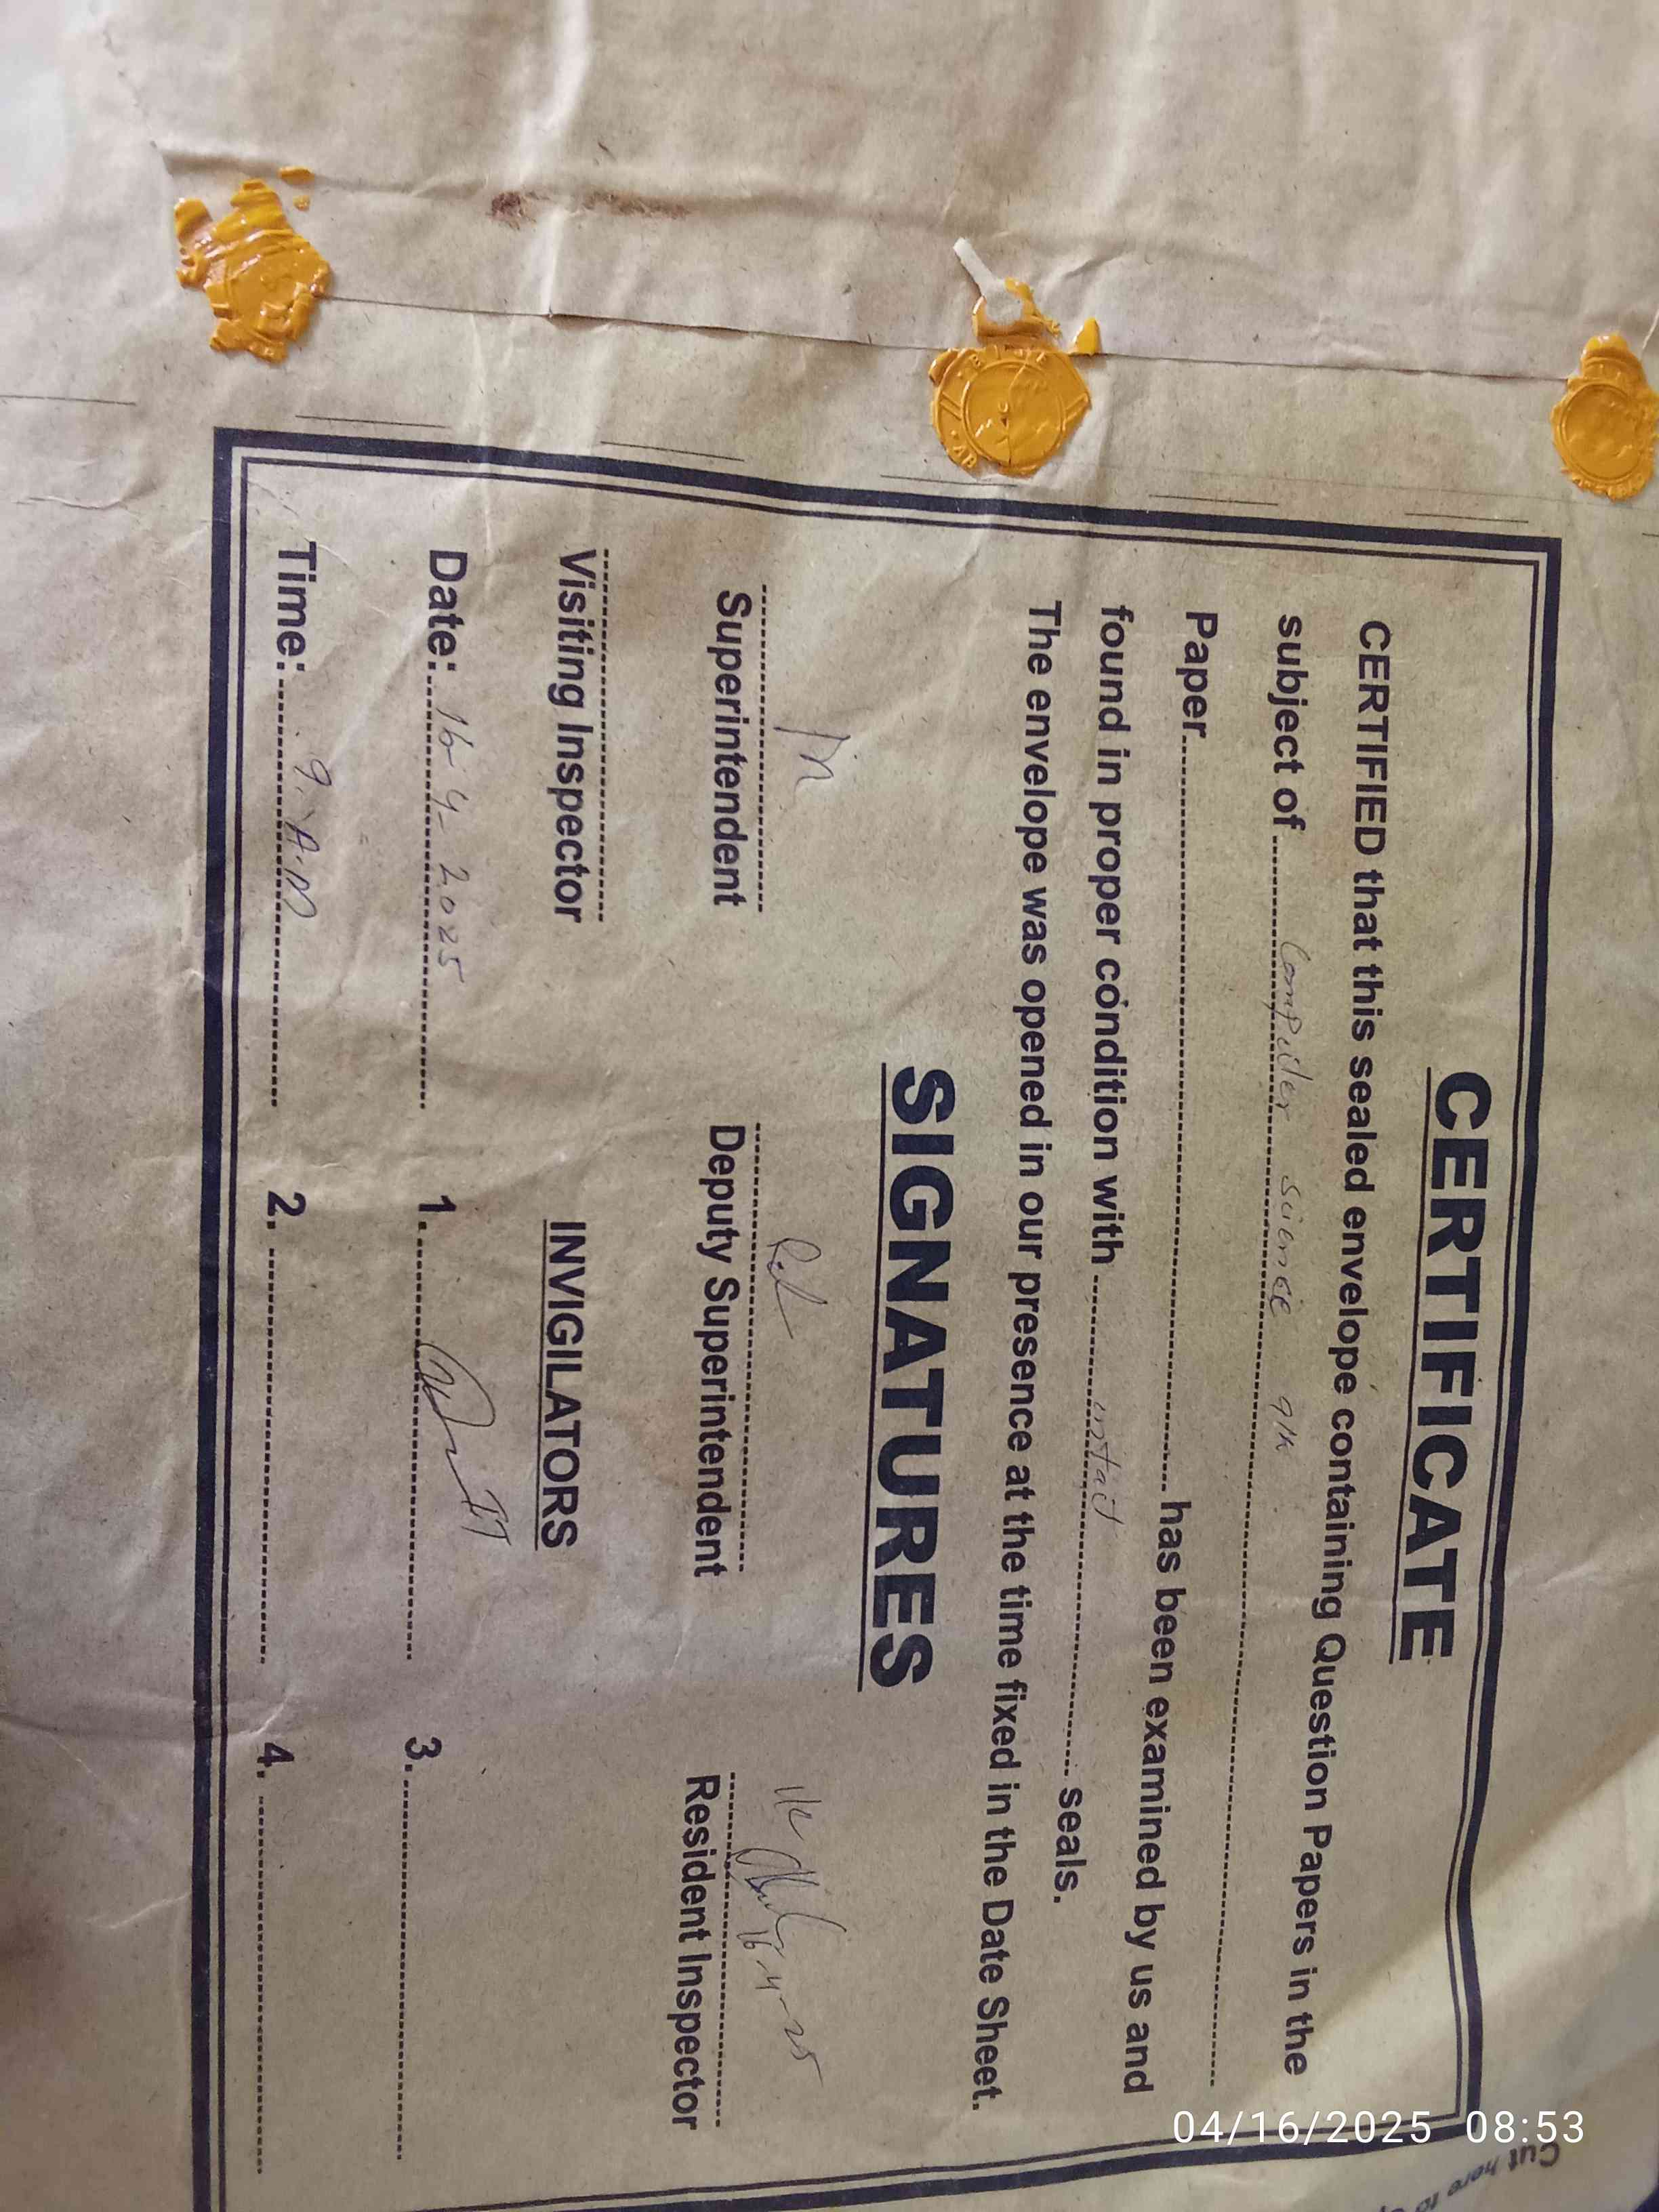 CERTIFICATE
CERTIFIED that this sealed envelope containing Question Papers in the
subject of Computer Science 9th
Paper has been examined by us and
found in proper condition with intact seals.
The envelope was opened in our presence at the time fixed in the Date Sheet.
SIGNATURES
Superintendent Deputy Superintendent Resident Inspector
16-4-25
Visiting Inspector INVIGILATORS
Date: 16-4-2025 1. 3.
Time: 9. A.M 2. 4.
Cut here to
04/16/2025 08:53